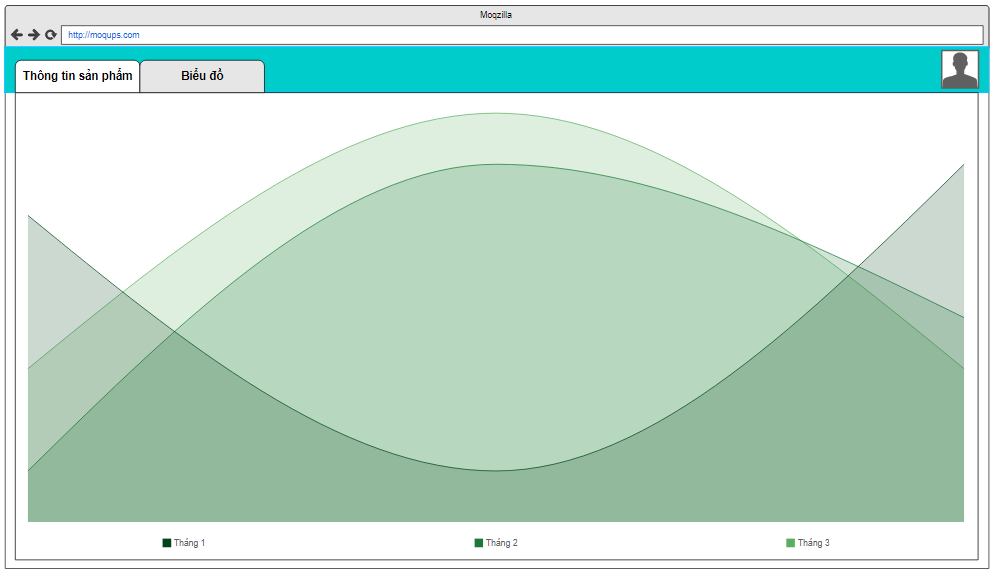 Moqzilla
http://moqups.com
Thông tin sản phẩm
Biểu đồ
Tháng 1
Tháng 2
Tháng 3